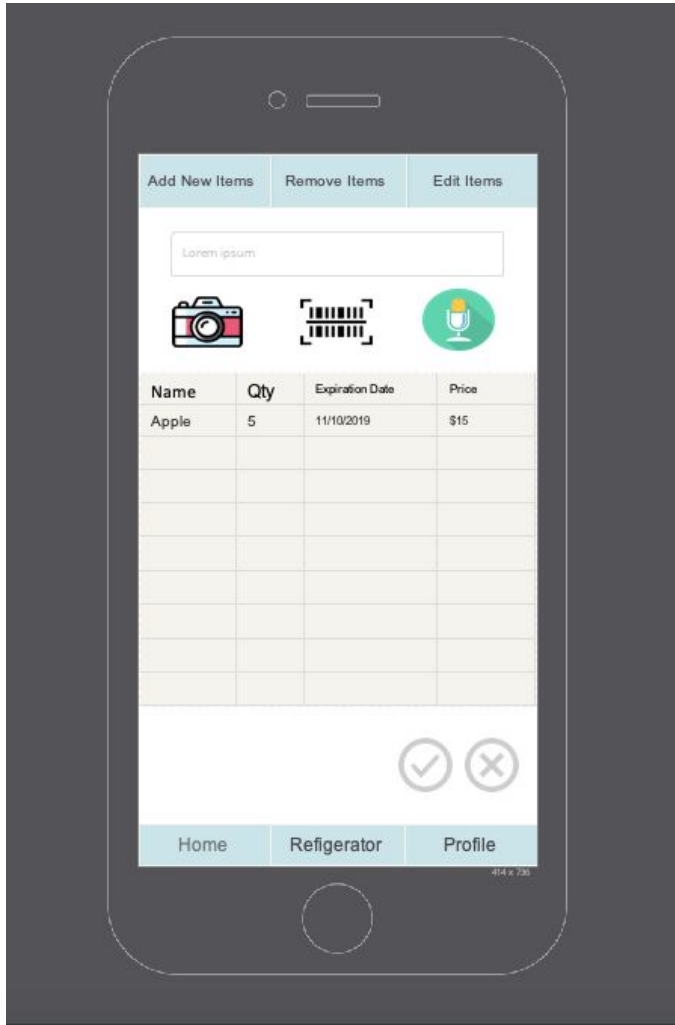 Add New Items Remove Items Edit Items
Lorem ipsum
Name Qty Expiration Date Price
Apple 5 11/10/2019 $15
Home Refigerator Profile
414 x 736